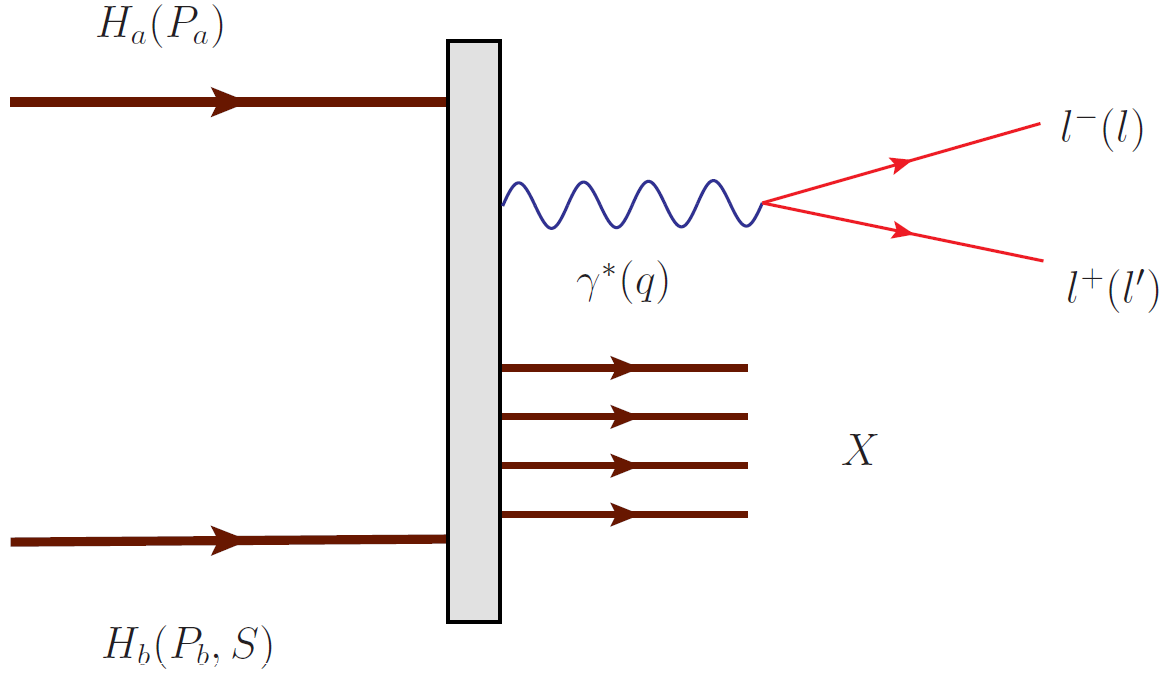 H_a(P_a)
l^-(l)
γ^*(q)
l^+(l′)
X
H_b(P_b, S)